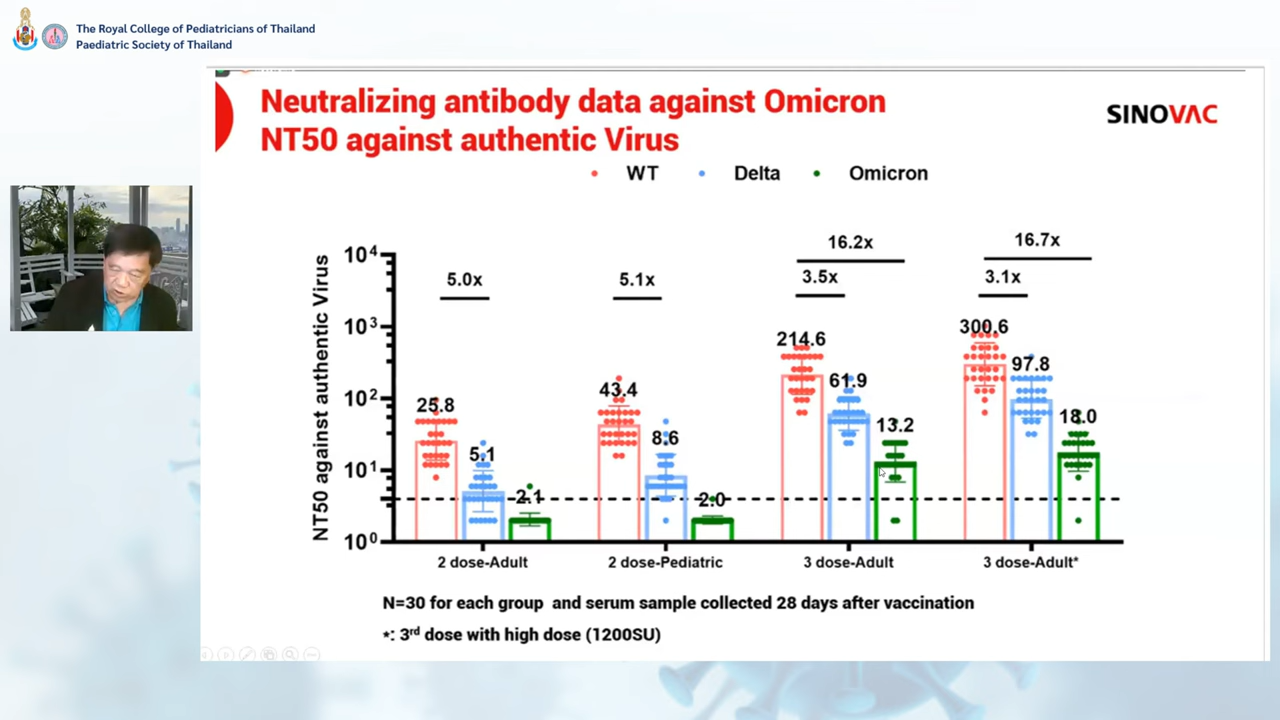 The Royal College of Pediatricians of Thailand
Paediatric Society of Thailand
Neutralizing antibody data against Omicron
NT50 against authentic Virus
SINOVAC
WT Delta Omicron
NT50 against authentic Virus
10⁴
10³
10²
10¹
10⁰
5.0x
5.1x
16.2x
3.5x
16.7x
3.1x
25.8
5.1
2.1
43.4
8.6
2.0
214.6
61.9
13.2
300.6
97.8
18.0
2 dose-Adult
2 dose-Pediatric
3 dose-Adult
3 dose-Adult*
N=30 for each group and serum sample collected 28 days after vaccination
*: 3rd dose with high dose (1200SU)